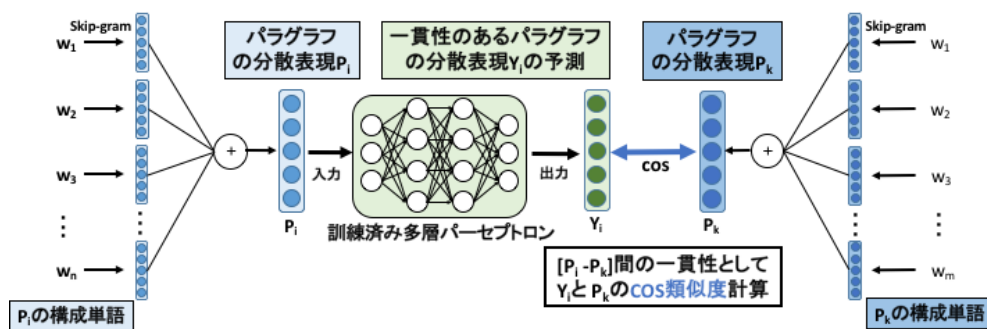 Skip-gram
w1
w2
w3
⋮
⋮
wn
Piの構成単語
+
パラグラフ
の分散表現Pi
Pi
入力
一貫性のあるパラグラフ
の分散表現Yiの予測
訓練済み多層パーセプトロン
出力
Yi
cos
パラグラフ
の分散表現Pk
Pk
[Pi -Pk]間の一貫性として
YiとPkのCOS類似度計算
+
Skip-gram
w1
w2
w3
⋮
⋮
wm
Pkの構成単語